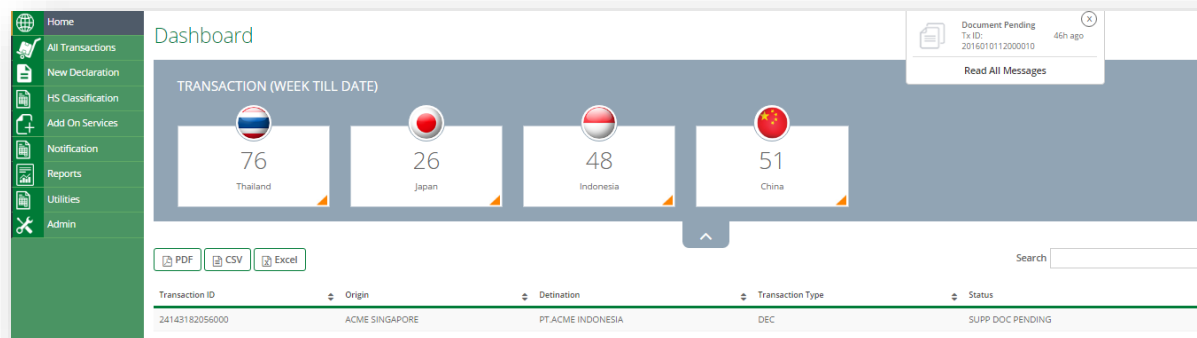 Home
All Transactions
New Declaration
HS Classification
Add On Services
Notification
Reports
Utilities
Admin
Dashboard
Document Pending
Tx ID:
2016010112000010
46h ago
X
Read All Messages
TRANSACTION (WEEK TILL DATE)
76
Thailand
26
Japan
48
Indonesia
51
China
PDF CSV Excel
Search
Transaction ID Origin Detination Transaction Type Status
24143182056000 ACME SINGAPORE PT.ACME INDONESIA DEC SUPP DOC PENDING